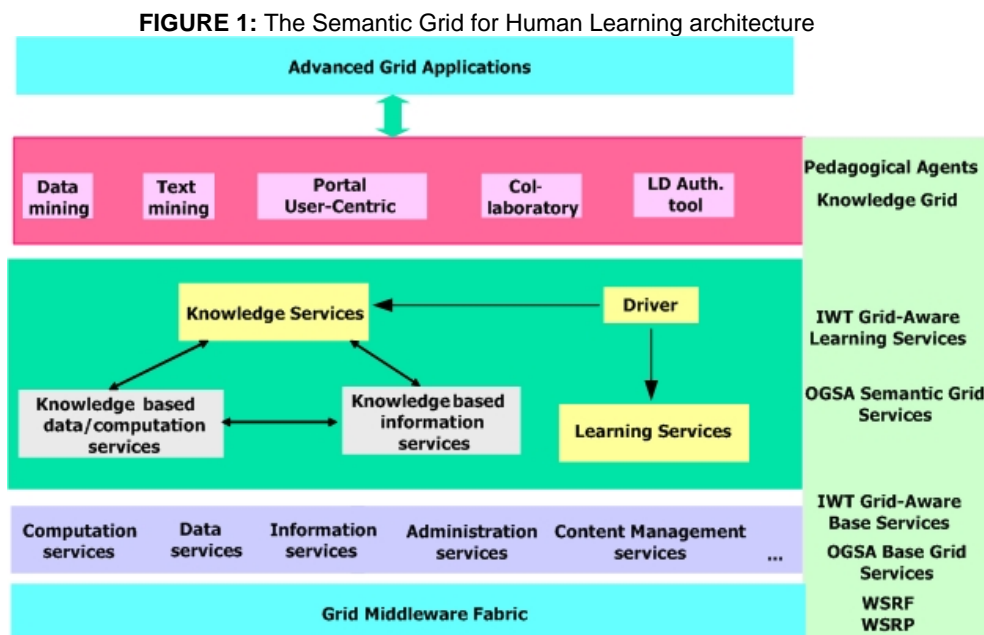 FIGURE 1: The Semantic Grid for Human Learning architecture
Advanced Grid Applications
Data
mining
Text
mining
Portal
User-Centric
Col-
laboratory
LD Auth.
tool
Pedagogical Agents
Knowledge Grid
Knowledge Services
Driver
Knowledge based
data/computation
services
Knowledge based
information
services
Learning Services
IWT Grid-Aware
Learning Services
OGSA Semantic Grid
Services
Computation
services
Data
services
Information
services
Administration
services
Content Management
services
...
IWT Grid-Aware
Base Services
OGSA Base Grid
Services
Grid Middleware Fabric
WSRF
WSRP